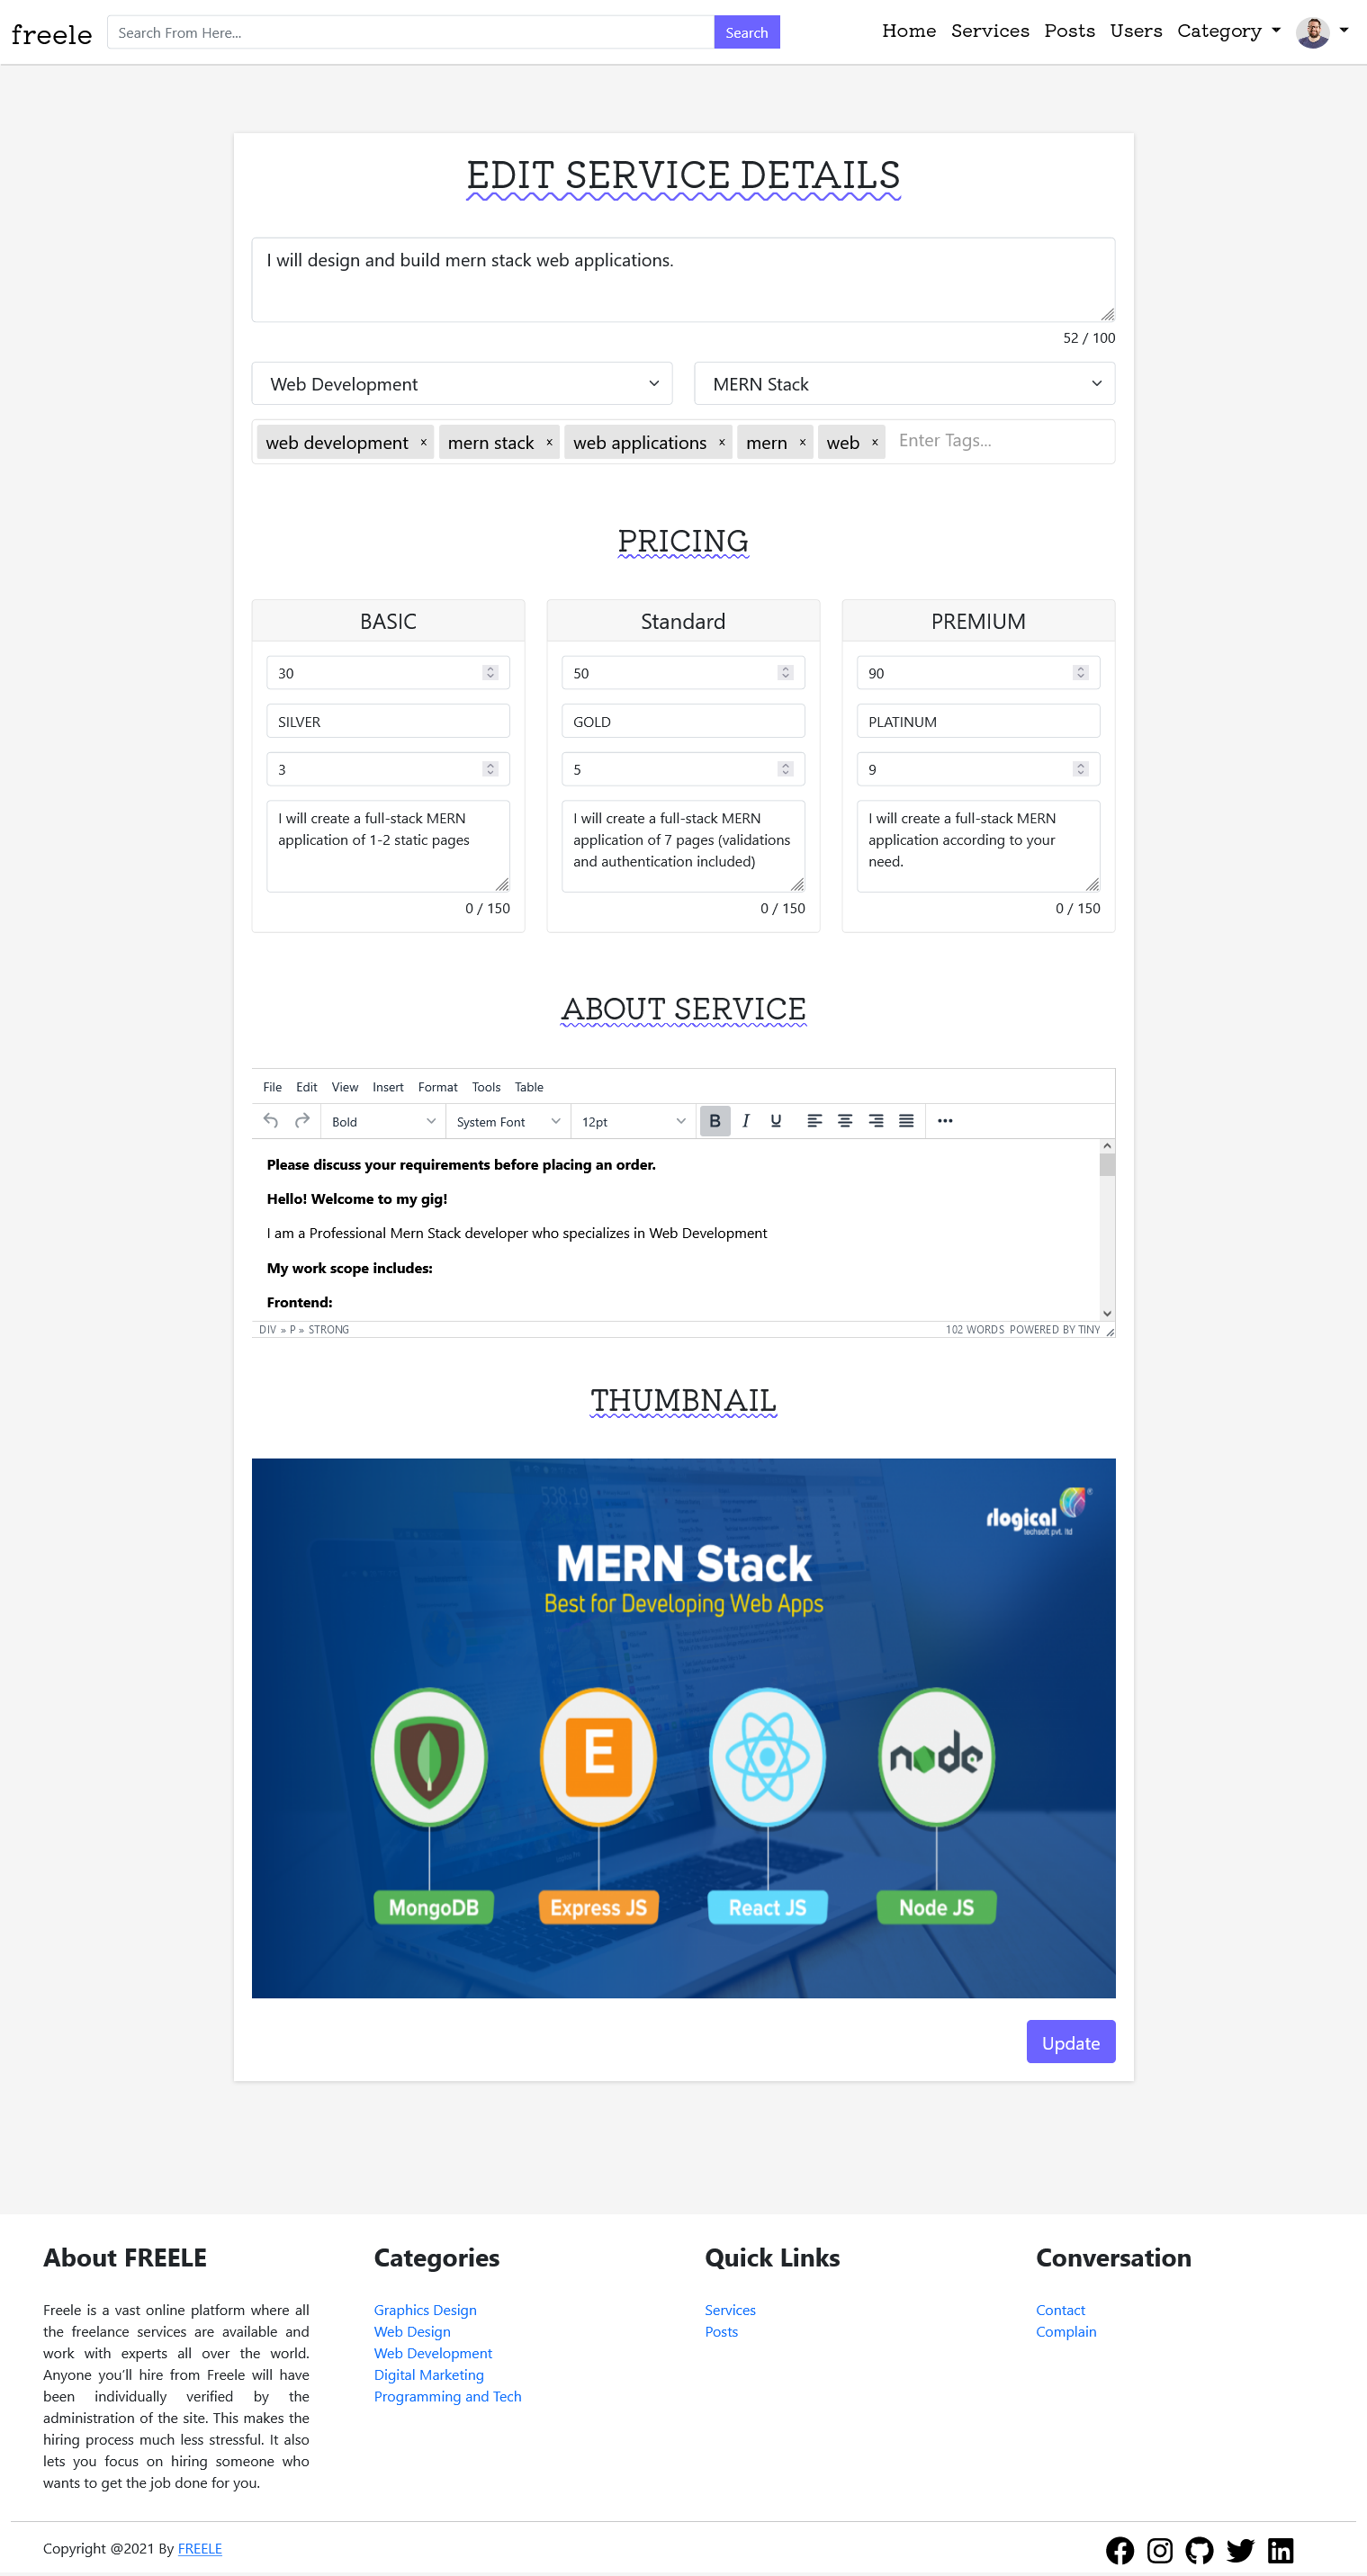 freele
Search From Here...
Search
Home Services Posts Users Category
EDIT SERVICE DETAILS
I will design and build mern stack web applications.
52 / 100
Web Development
MERN Stack
web development x mern stack x web applications x mern x web x Enter Tags...
PRICING
BASIC
30
SILVER
3
I will create a full-stack MERN
application of 1-2 static pages
0 / 150
Standard
50
GOLD
5
I will create a full-stack MERN
application of 7 pages (validations
and authentication included)
0 / 150
PREMIUM
90
PLATINUM
9
I will create a full-stack MERN
application according to your
need.
0 / 150
ABOUT SERVICE
File Edit View Insert Format Tools Table
Bold System Font 12pt B I U
Please discuss your requirements before placing an order.
Hello! Welcome to my gig!
I am a Professional Mern Stack developer who specializes in Web Development
My work scope includes:
Frontend:
DIV » P » STRONG
102 WORDS POWERED BY TINY
THUMBNAIL
538.19
rlogical
techsoft pvt. ltd
MERN Stack
Best for Developing Web Apps
E
node
MongoDB
Express JS
React JS
Node JS
Update
About FREELE
Freele is a vast online platform where all
the freelance services are available and
work with experts all over the world.
Anyone you’ll hire from Freele will have
been individually verified by the
administration of the site. This makes the
hiring process much less stressful. It also
lets you focus on hiring someone who
wants to get the job done for you.
Categories
Graphics Design
Web Design
Web Development
Digital Marketing
Programming and Tech
Quick Links
Services
Posts
Conversation
Contact
Complain
Copyright @2021 By FREELE